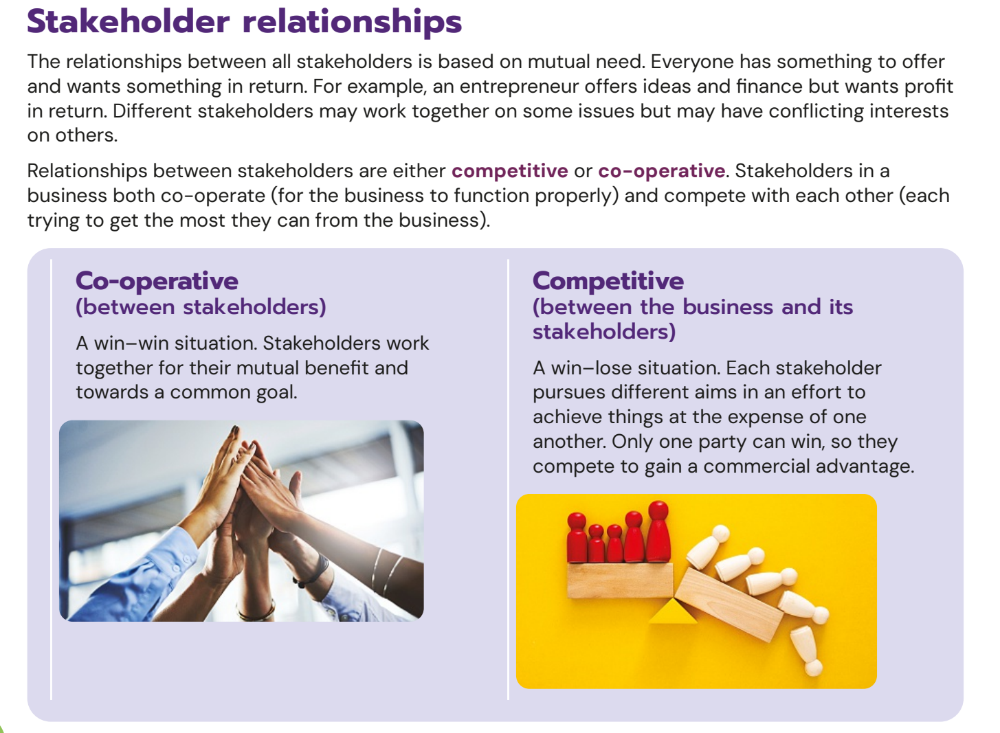 Stakeholder relationships
The relationships between all stakeholders is based on mutual need. Everyone has something to offer
and wants something in return. For example, an entrepreneur offers ideas and finance but wants profit
in return. Different stakeholders may work together on some issues but may have conflicting interests
on others.
Relationships between stakeholders are either competitive or co-operative. Stakeholders in a
business both co-operate (for the business to function properly) and compete with each other (each
trying to get the most they can from the business).
Co-operative
(between stakeholders)
A win–win situation. Stakeholders work
together for their mutual benefit and
towards a common goal.
Competitive
(between the business and its
stakeholders)
A win–lose situation. Each stakeholder
pursues different aims in an effort to
achieve things at the expense of one
another. Only one party can win, so they
compete to gain a commercial advantage.